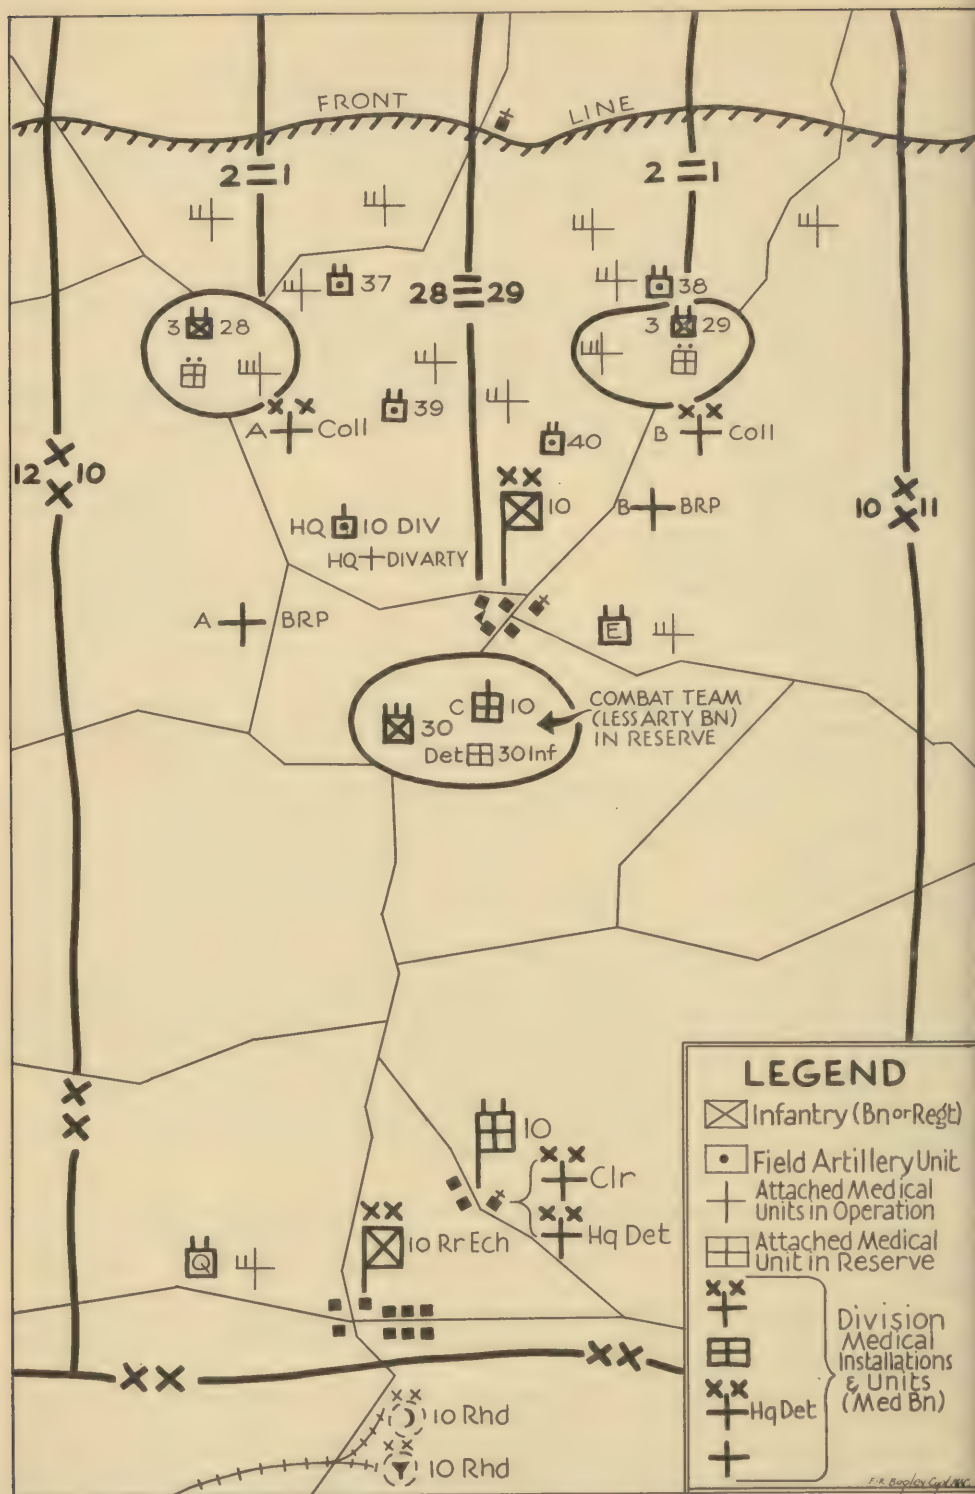 FRONT LINE
2 1
2 1
37
28 29
38
3 28
3 29
39
A Coll
B Coll
40
12 10
10
10 11
HQ 10 DIV
B BRP
HQ DIVARTY
A BRP
E
C 10
30
Det 30 Inf
COMBAT TEAM
(LESS ARTY BN)
IN RESERVE
10
Clr
Hq Det
10 Rr Ech
Q
10 Rhd
10 Rhd
LEGEND
Infantry (Bn or Regt)
Field Artillery Unit
Attached Medical
Units in Operation
Attached Medical
Unit in Reserve
Hq Det
Division
Medical
Installations
& Units
(Med Bn)
F.R. Bagley Capt MAC